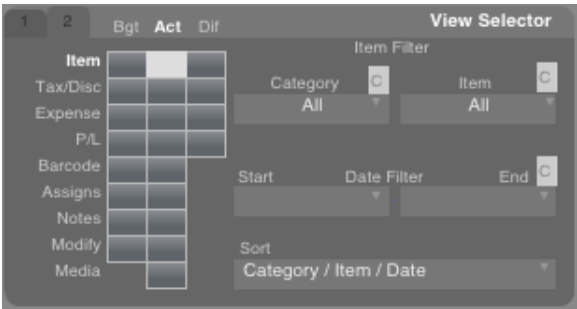 1 2 Bgt Act Dif View Selector
Item Filter
Item
Category C Item C
Tax/Disc
All All
Expense
P/L
Barcode
Start Date Filter End C
Assigns
Notes
Modify
Sort
Media
Category / Item / Date